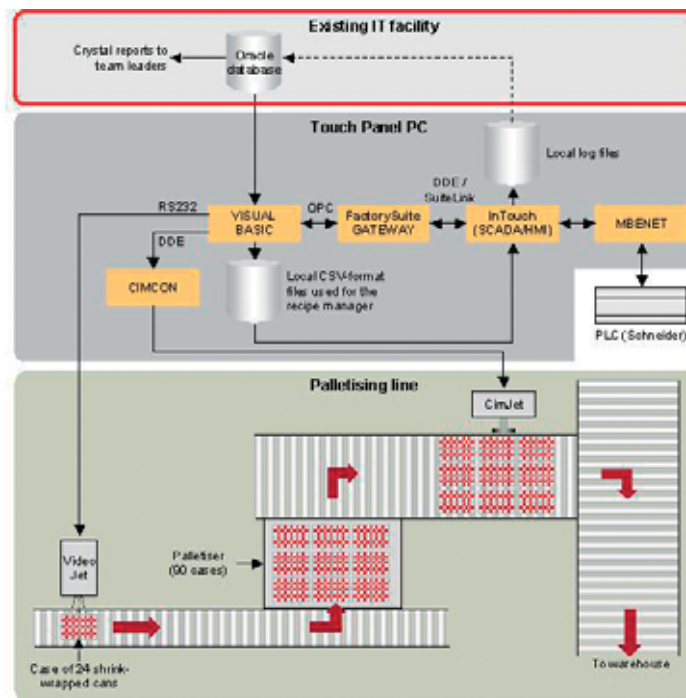 Existing IT facility
Crystal reports to
team leaders
Oracle
database
Touch Panel PC
Local log files
RS232
DDE /
SuiteLink
OPC
VISUAL
BASIC
FactorySuite
GATEWAY
InTouch
(SCADA/HMI)
MBENET
DDE
CIMCON
Local CSV-format
files used for the
recipe manager
PLC (Schneider)
Palletising line
CimJet
Video
Jet
Palletiser
(90 cases)
Case of 24 shrink-
wrapped cans
To warehouse